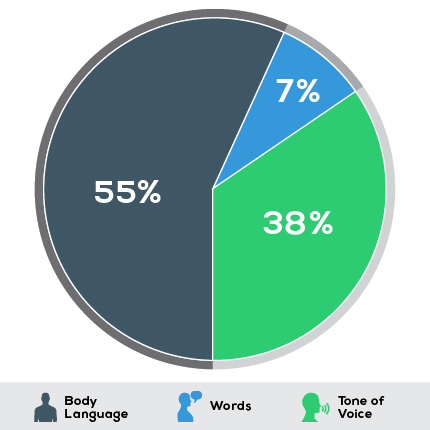 7%
55%
38%
Body
Language
Words
Tone of
Voice